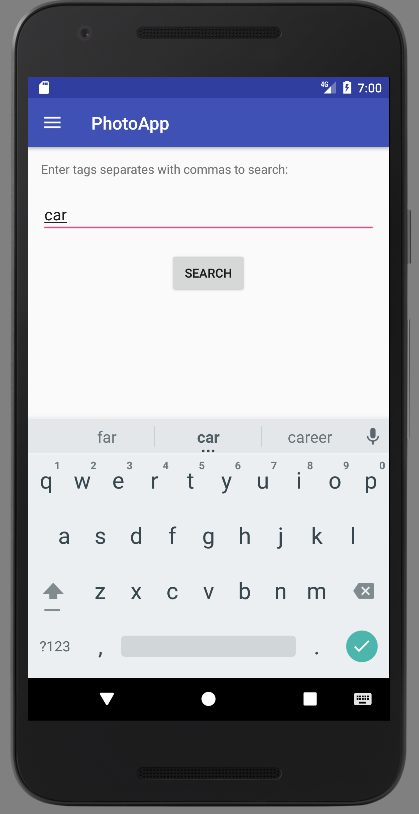 4G 7:00
PhotoApp
Enter tags separates with commas to search:
car
SEARCH
far car career
1 2 3 4 5 6 7 8 9 0
q w e r t y u i o p
a s d f g h j k l
z x c v b n m
?123 , .